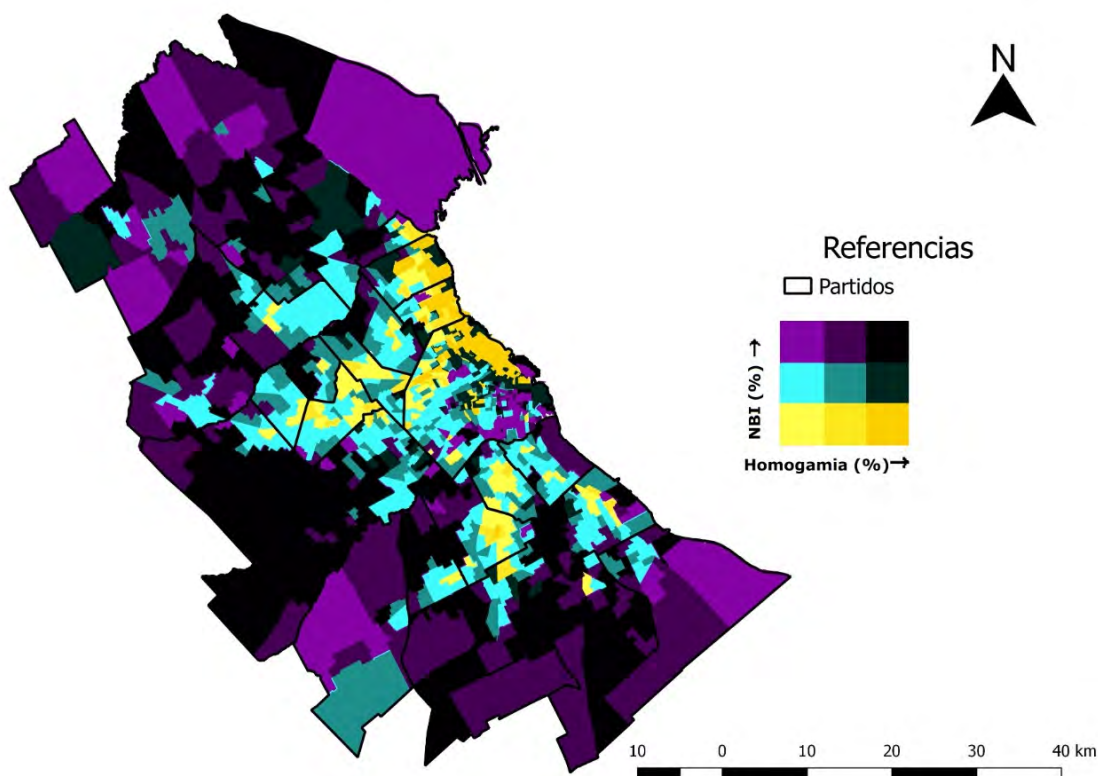 N
Referencias
Partidos
NBI (%) →
Homogamia (%)→
10 0 10 20 30 40 km